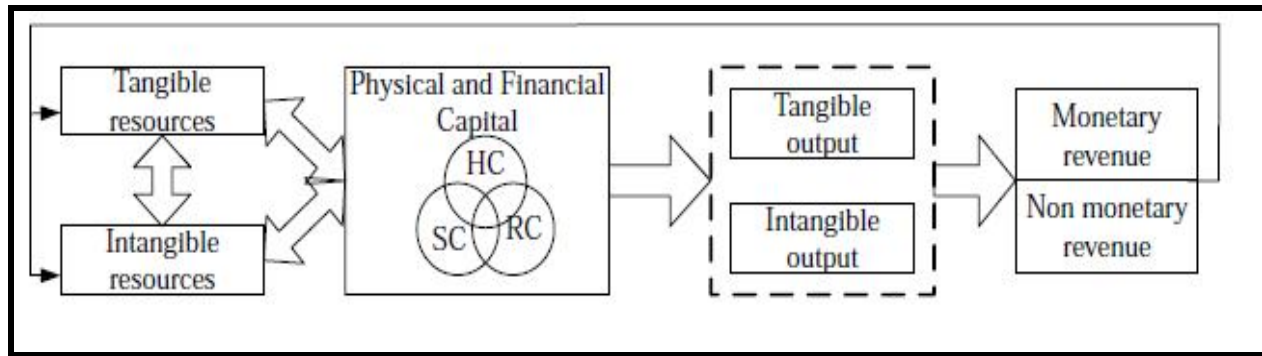 Tangible
resources
Intangible
resources
Physical and Financial
Capital
HC
SC
RC
Tangible
output
Intangible
output
Monetary
revenue
Non monetary
revenue